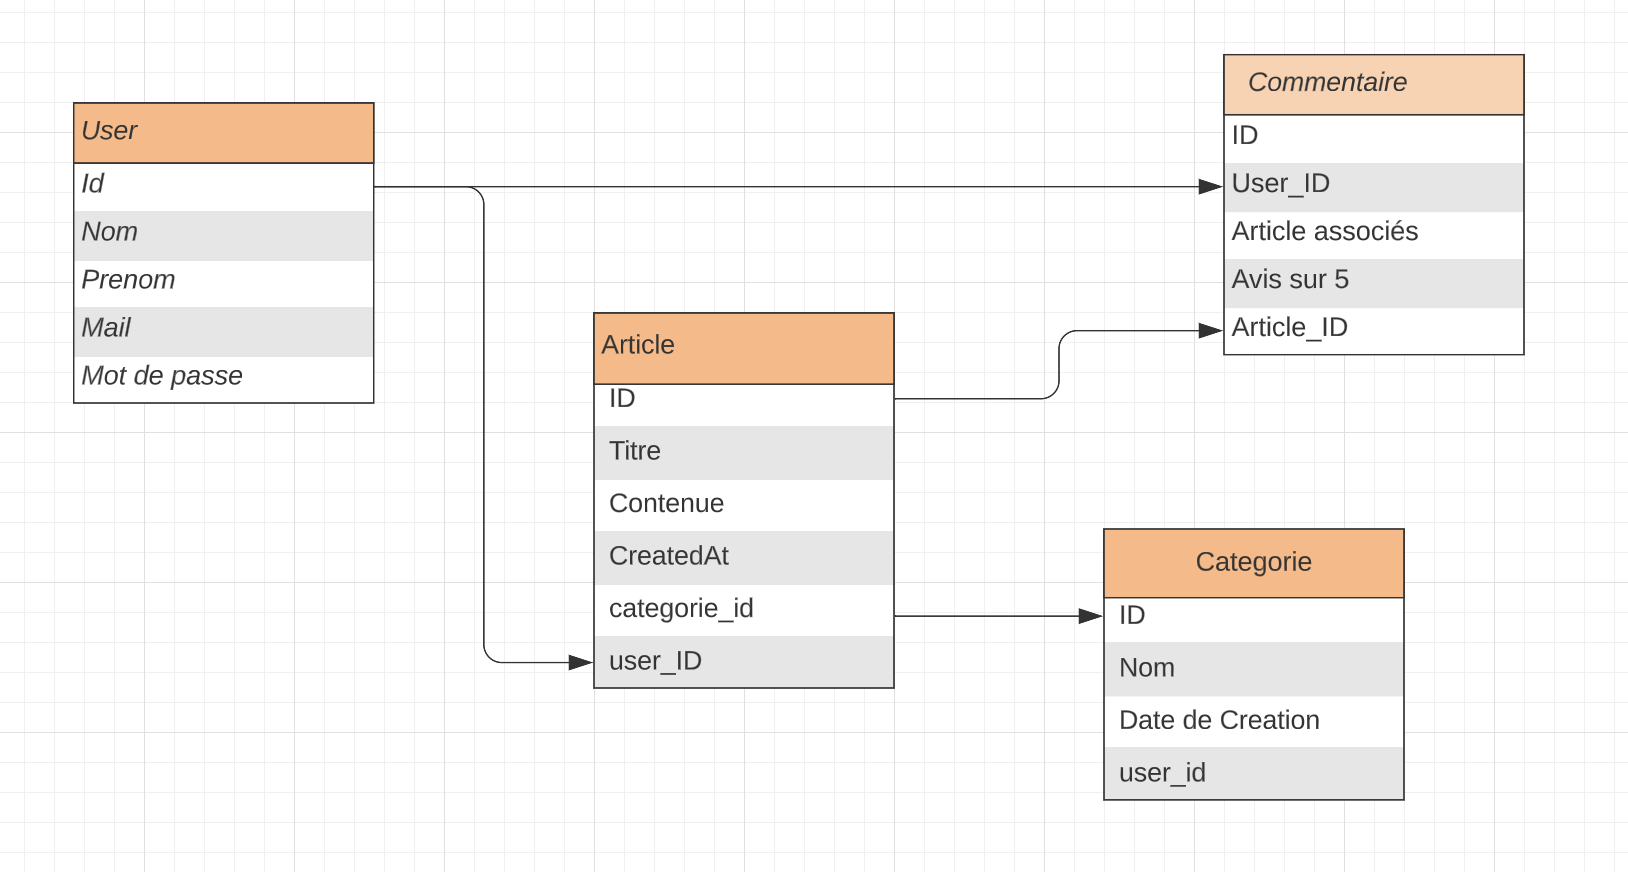 User
Id
Nom
Prenom
Mail
Mot de passe
Article
ID
Titre
Contenue
CreatedAt
categorie_id
user_ID
Commentaire
ID
User_ID
Article associés
Avis sur 5
Article_ID
Categorie
ID
Nom
Date de Creation
user_id